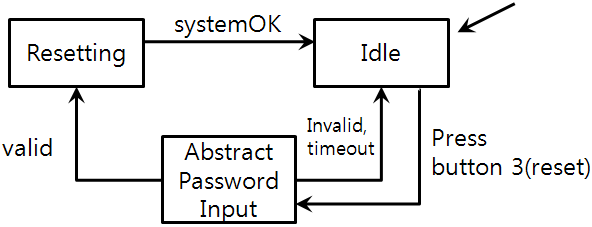 systemOK
Resetting
Idle
valid
Invalid,
timeout
Press
button 3(reset)
Abstract
Password
Input